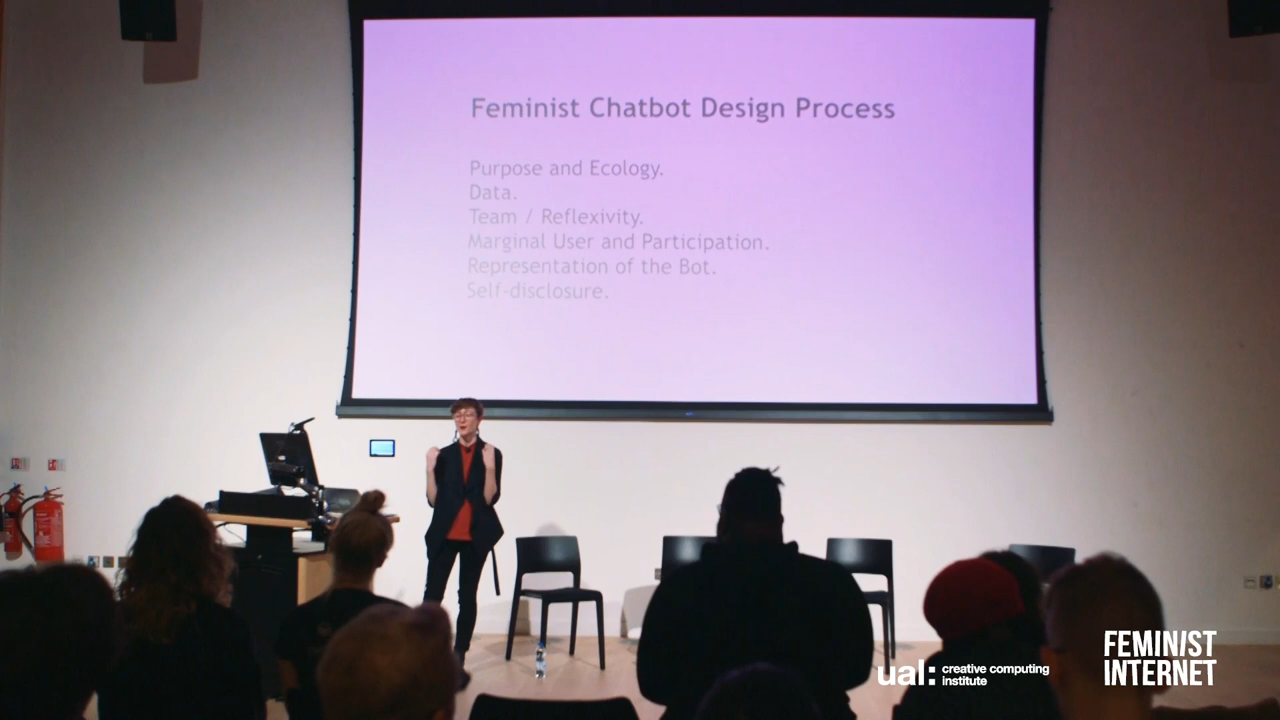 Feminist Chatbot Design Process
Purpose and Ecology.
Data.
Team / Reflexivity.
Marginal User and Participation.
Representation of the Bot.
Self-disclosure.
ual: creative computing
institute
FEMINIST
INTERNET